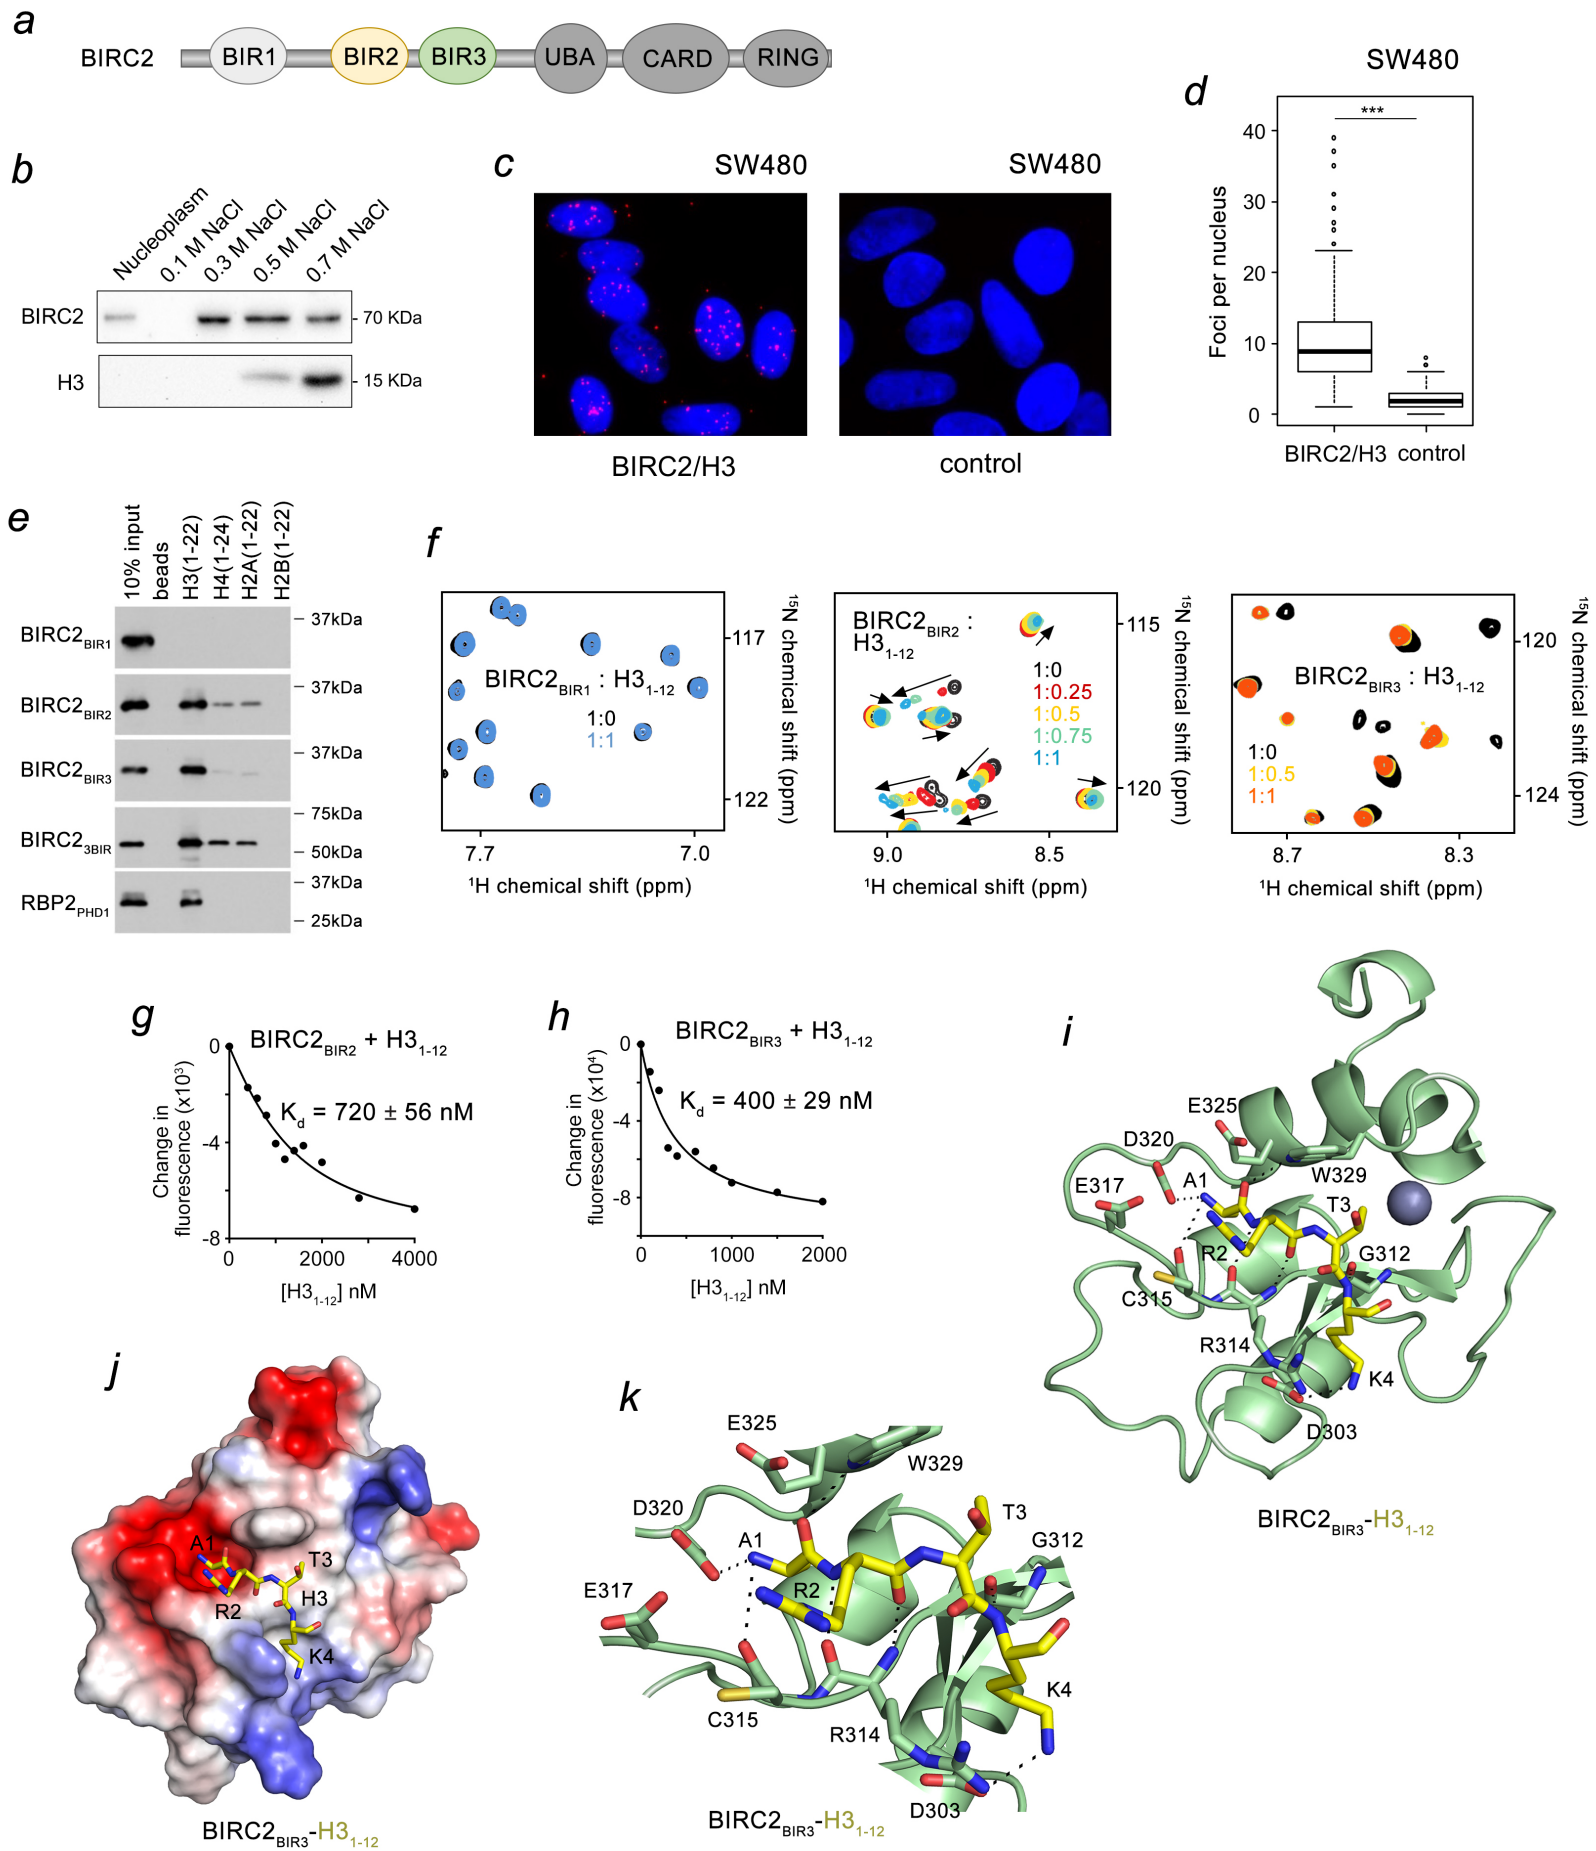 a
BIRC2
BIR1
BIR2
BIR3
UBA
CARD
RING
b
Nucleoplasm
0.1 M NaCl
0.3 M NaCl
0.5 M NaCl
0.7 M NaCl
BIRC2
- 70 KDa
H3
- 15 KDa
c
SW480
SW480
BIRC2/H3
control
d
SW480
***
Foci per nucleus
40
30
20
10
0
BIRC2/H3 control
e
10% input
beads
H3(1-22)
H4(1-24)
H2A(1-22)
H2B(1-22)
BIRC2BIR1
– 37kDa
BIRC2BIR2
– 37kDa
BIRC2BIR3
– 37kDa
BIRC23BIR
– 75kDa
– 50kDa
RBP2PHD1
– 37kDa
– 25kDa
f
BIRC2BIR1 : H31-12
1:0
1:1
117
122
15N chemical shift (ppm)
7.7
7.0
1H chemical shift (ppm)
BIRC2BIR2 :
H31-12
1:0
1:0.25
1:0.5
1:0.75
1:1
115
120
15N chemical shift (ppm)
9.0
8.5
1H chemical shift (ppm)
BIRC2BIR3 : H31-12
1:0
1:0.5
1:1
120
124
15N chemical shift (ppm)
8.7
8.3
1H chemical shift (ppm)
g
BIRC2BIR2 + H31-12
Kd = 720 ± 56 nM
Change in
fluorescence (x103)
0
-4
-8
0
2000
4000
[H31-12] nM
h
BIRC2BIR3 + H31-12
Kd = 400 ± 29 nM
Change in
fluorescence (x104)
0
-4
-8
0
1000
2000
[H31-12] nM
i
E325
D320
W329
E317
A1
T3
R2
G312
C315
R314
K4
D303
BIRC2BIR3-H31-12
j
A1
T3
R2
H3
K4
BIRC2BIR3-H31-12
k
E325
W329
D320
T3
A1
G312
E317
R2
K4
C315
R314
D303
BIRC2BIR3-H31-12